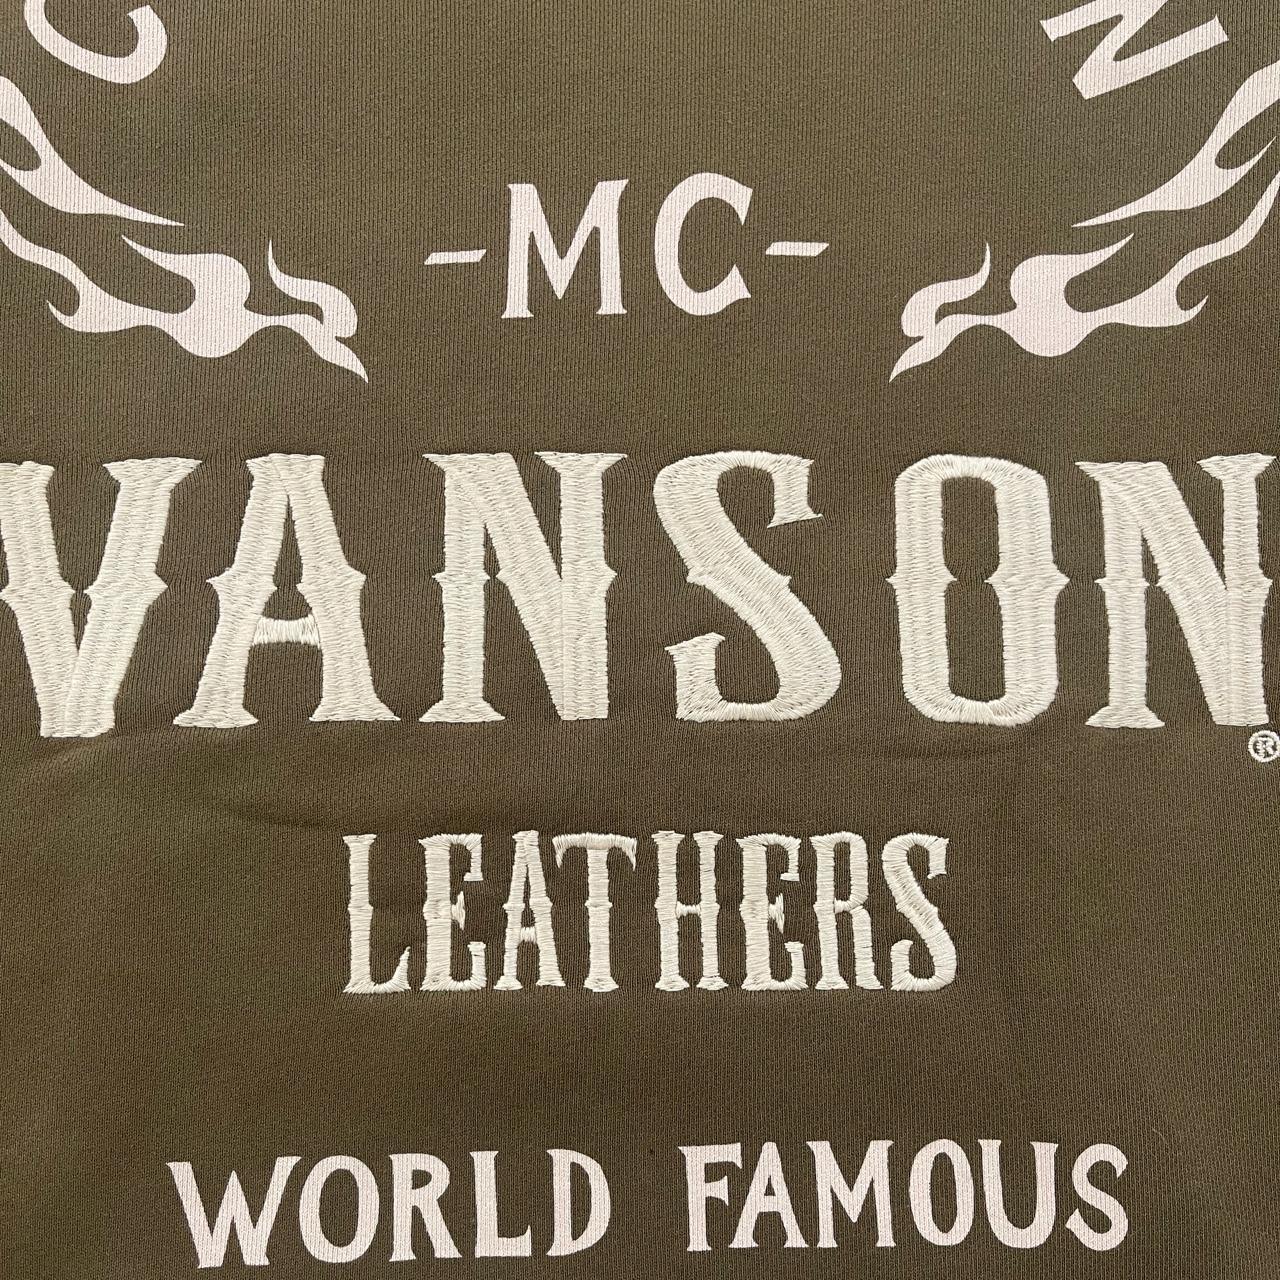 -MC-
VANSON®
LEATHERS
WORLD FAMOUS